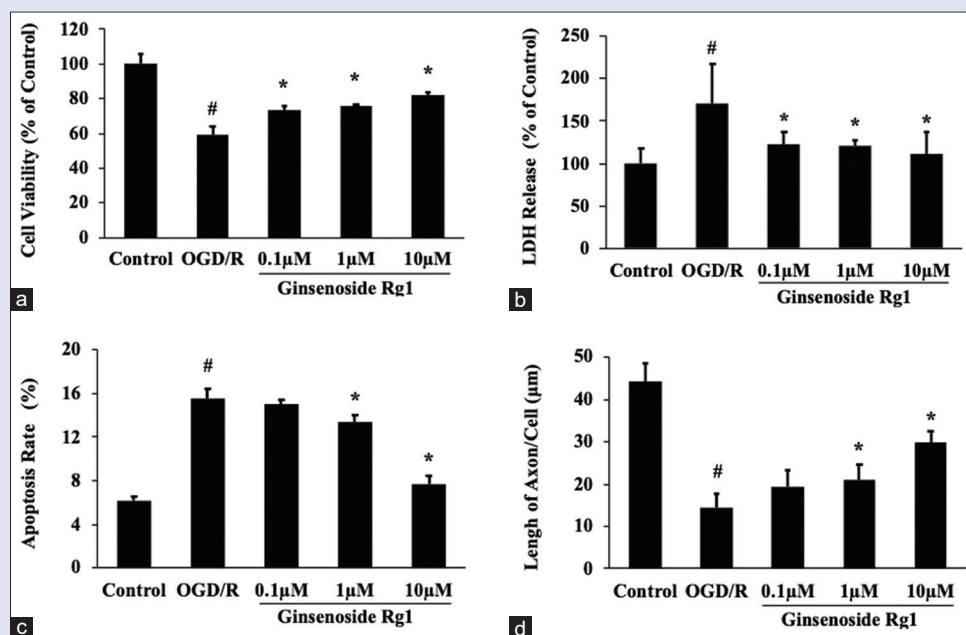 Cell Viability (% of Control)
120
100
80
60
40
20
0
#
*
*
*
Control OGD/R 0.1μM 1μM 10μM
Ginsenoside Rg1
a
LDH Release (% of Control)
250
200
150
100
50
0
#
*
*
*
Control OGD/R 0.1μM 1μM 10μM
Ginsenoside Rg1
b
Apoptosis Rate (%)
20
16
12
8
4
0
#
*
*
Control OGD/R 0.1μM 1μM 10μM
Ginsenoside Rg1
c
Lengh of Axon/Cell (μm)
50
40
30
20
10
0
#
*
*
Control OGD/R 0.1μM 1μM 10μM
Ginsenoside Rg1
d